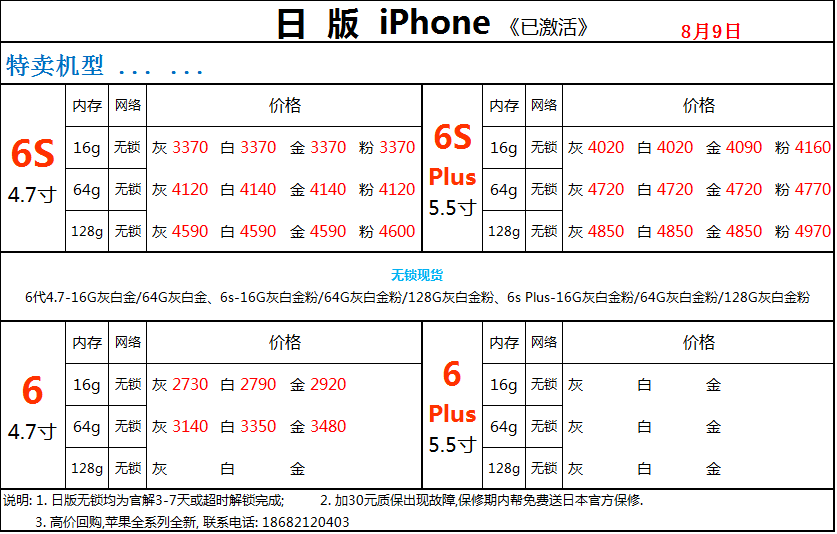 日 版 iPhone 《已激活》 8月9日
特卖机型 ... ...
6S 4.7寸
内存 网络 价格
16g 无锁 灰 3370 白 3370 金 3370 粉 3370
64g 无锁 灰 4120 白 4140 金 4140 粉 4120
128g 无锁 灰 4590 白 4590 金 4590 粉 4600
6S Plus 5.5寸
内存 网络 价格
16g 无锁 灰 4020 白 4020 金 4090 粉 4160
64g 无锁 灰 4720 白 4720 金 4720 粉 4770
128g 无锁 灰 4850 白 4850 金 4850 粉 4970
无锁现货
6代4.7-16G灰白金/64G灰白金、6s-16G灰白金粉/64G灰白金粉/128G灰白金粉、6s Plus-16G灰白金粉/64G灰白金粉/128G灰白金粉
6 4.7寸
内存 网络 价格
16g 无锁 灰 2730 白 2790 金 2920
64g 无锁 灰 3140 白 3350 金 3480
128g 无锁 灰 白 金
6 Plus 5.5寸
内存 网络 价格
16g 无锁 灰 白 金
64g 无锁 灰 白 金
128g 无锁 灰 白 金
说明: 1. 日版无锁均为官解3-7天或超时解锁完成; 2. 加30元质保出现故障,保修期内帮免费送日本官方保修.
3. 高价回购,苹果全系列全新, 联系电话: 18682120403